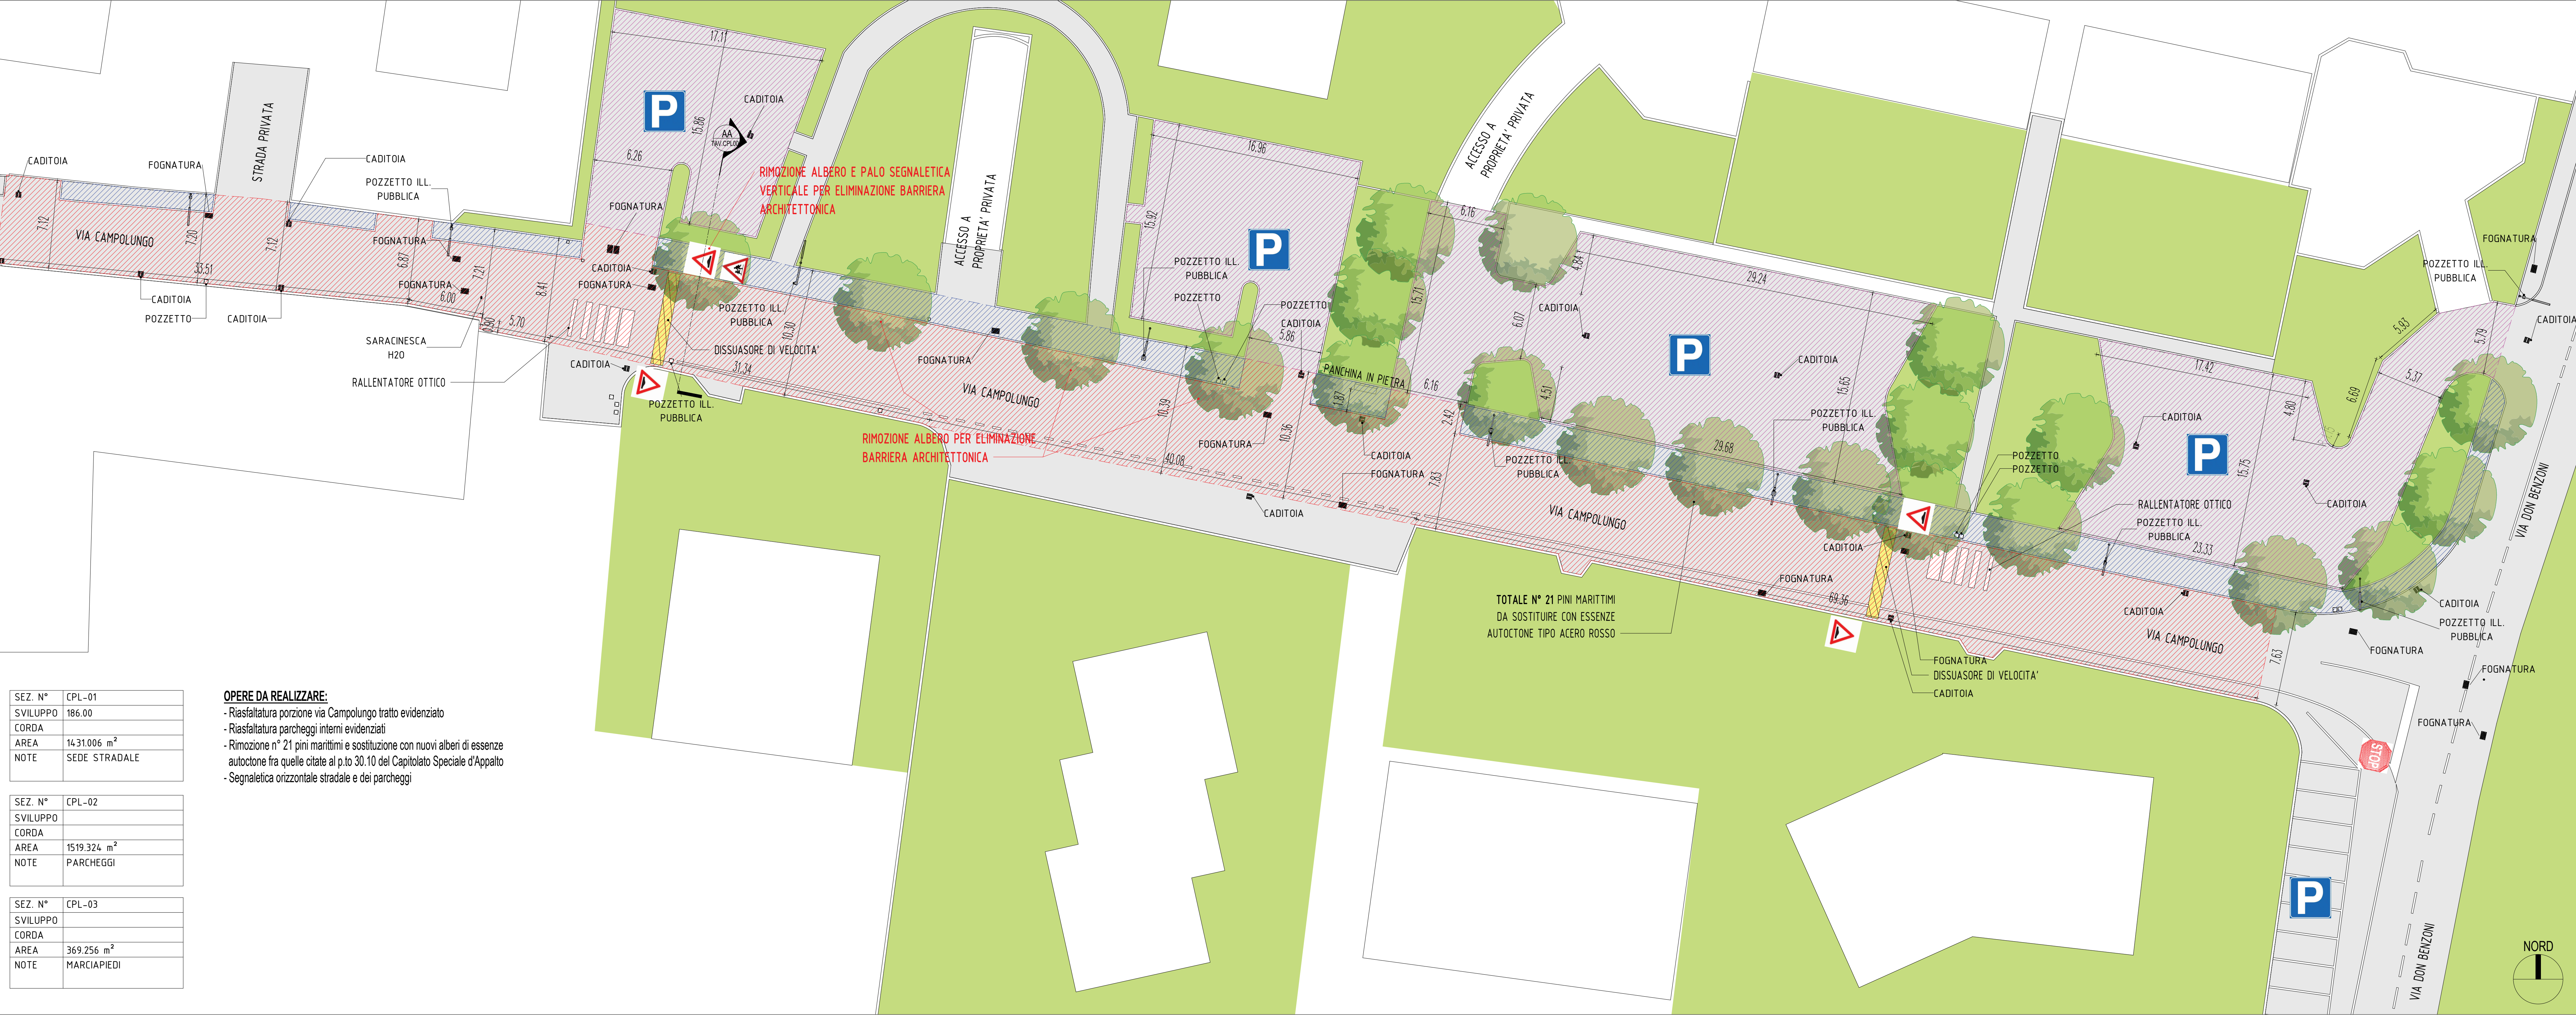 17.11
CADITOIA
15.86
AA
6.26
STRADA PRIVATA
CADITOIA
FOGNATURA
CADITOIA
POZZETTO ILL.
PUBBLICA
7.12
VIA CAMPOLUNGO
7.20
7.12
33.51
CADITOIA
POZZETTO
CADITOIA
FOGNATURA
6.87
FOGNATURA
6.00
7.21
SARACINESCA
H2O
RALLENTATORE OTTICO
5.70
8.41
FOGNATURA
CADITOIA
FOGNATURA
CADITOIA
RIMOZIONE ALBERO E PALO SEGNALETICA
VERTICALE PER ELIMINAZIONE BARRIERA
ARCHITETTONICA
POZZETTO ILL.
PUBBLICA
DISSUASORE DI VELOCITA'
10.30
31.34
POZZETTO ILL.
PUBBLICA
ACCESSO A
PROPRIETA' PRIVATA
FOGNATURA
VIA CAMPOLUNGO
RIMOZIONE ALBERO PER ELIMINAZIONE
BARRIERA ARCHITETTONICA
16.96
15.92
P
POZZETTO ILL.
PUBBLICA
POZZETTO
POZZETTO
CADITOIA
5.86
10.39
10.36
40.08
FOGNATURA
CADITOIA
PANCHINA IN PIETRA
1.87
CADITOIA
FOGNATURA
ACCESSO A
PROPRIETA' PRIVATA
6.16
15.71
6.16
2.42
7.83
4.84
6.07
4.51
CADITOIA
29.24
P
CADITOIA
15.65
29.68
POZZETTO ILL.
PUBBLICA
POZZETTO ILL.
PUBBLICA
VIA CAMPOLUNGO
TOTALE N° 21 PINI MARITTIMI
DA SOSTITUIRE CON ESSENZE
AUTOCTONE TIPO ACERO ROSSO
FOGNATURA
69.36
CADITOIA
POZZETTO
POZZETTO
RALLENTATORE OTTICO
POZZETTO ILL.
PUBBLICA
FOGNATURA
DISSUASORE DI VELOCITA'
CADITOIA
17.42
4.80
6.69
5.93
5.37
5.79
CADITOIA
P
15.75
CADITOIA
23.33
CADITOIA
VIA CAMPOLUNGO
7.63
FOGNATURA
POZZETTO ILL.
PUBBLICA
CADITOIA
VIA DON BENZONI
CADITOIA
POZZETTO ILL.
PUBBLICA
FOGNATURA
FOGNATURA
FOGNATURA
STOP
P
VIA DON BENZONI
NORD
P
SEZ. N° CPL-01
SVILUPPO 186.00
CORDA
AREA 1431.006 m²
NOTE SEDE STRADALE
SEZ. N° CPL-02
SVILUPPO
CORDA
AREA 1519.324 m²
NOTE PARCHEGGI
SEZ. N° CPL-03
SVILUPPO
CORDA
AREA 369.256 m²
NOTE MARCIAPIEDI
OPERE DA REALIZZARE:
- Riasfaltatura porzione via Campolungo tratto evidenziato
- Riasfaltatura parcheggi interni evidenziati
- Rimozione n° 21 pini marittimi e sostituzione con nuovi alberi di essenze
autoctone fra quelle citate al p.to 30.10 del Capitolato Speciale d'Appalto
- Segnaletica orizzontale stradale e dei parcheggi